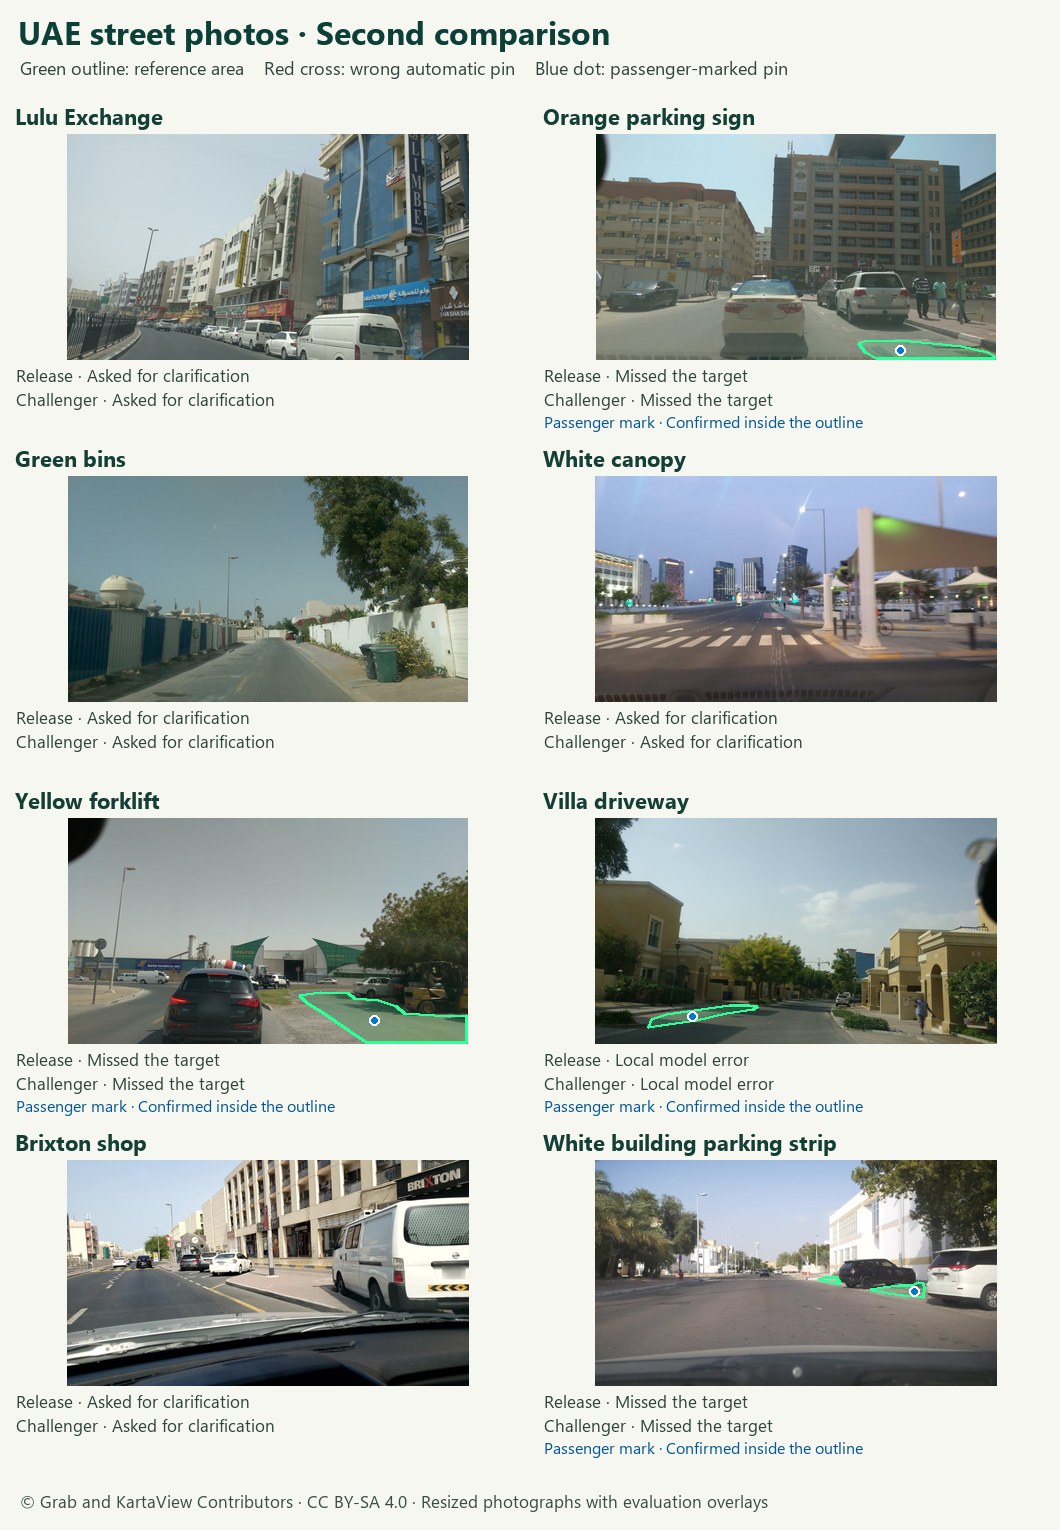 UAE street photos · Second comparison
Green outline: reference area Red cross: wrong automatic pin Blue dot: passenger-marked pin
Lulu Exchange
LIMBE
Lulu Exchange
SHASHASHA
Release · Asked for clarification
Challenger · Asked for clarification
Orange parking sign
Release · Missed the target
Challenger · Missed the target
Passenger mark · Confirmed inside the outline
Green bins
Release · Asked for clarification
Challenger · Asked for clarification
White canopy
Release · Asked for clarification
Challenger · Asked for clarification
Yellow forklift
Release · Missed the target
Challenger · Missed the target
Passenger mark · Confirmed inside the outline
Villa driveway
Release · Local model error
Challenger · Local model error
Passenger mark · Confirmed inside the outline
Brixton shop
BRIXTON
Release · Asked for clarification
Challenger · Asked for clarification
White building parking strip
Release · Missed the target
Challenger · Missed the target
Passenger mark · Confirmed inside the outline
© Grab and KartaView Contributors · CC BY-SA 4.0 · Resized photographs with evaluation overlays